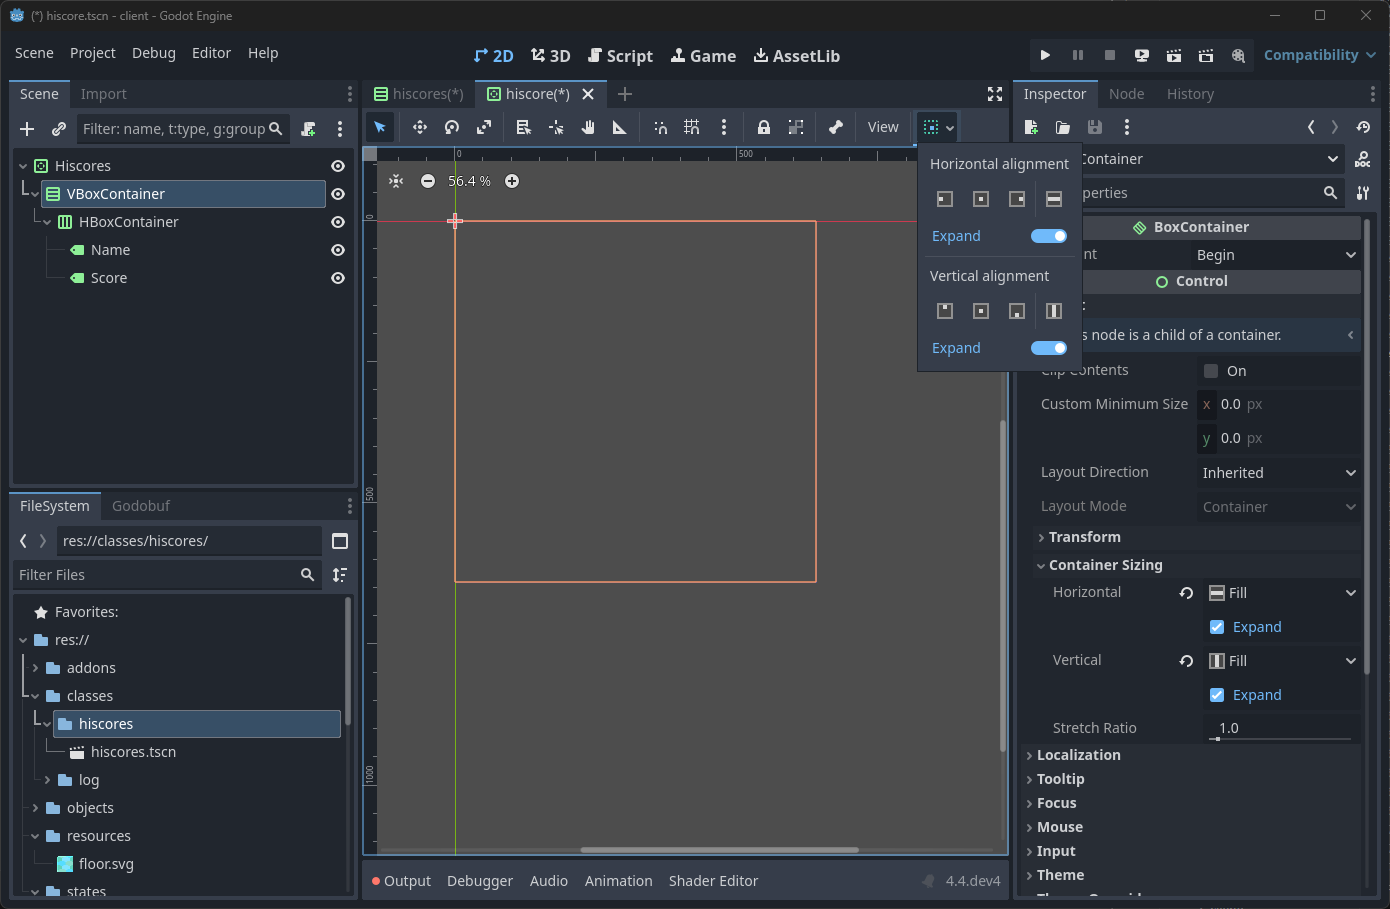 (*) hiscore.tscn - client - Godot Engine
Scene Project Debug Editor Help
2D 3D Script Game AssetLib
Compatibility
Scene Import
Filter: name, t:type, g:group
Hiscores
VBoxContainer
HBoxContainer
Name
Score
FileSystem Godobuf
res://classes/hiscores/
Filter Files
Favorites:
res://
addons
classes
hiscores
hiscores.tscn
log
objects
resources
floor.svg
states
hiscores(*) hiscore(*)
View
0 500
56.4 %
0
500
1000
Horizontal alignment
Expand
Vertical alignment
Expand
Output Debugger Audio Animation Shader Editor
4.4.dev4
Inspector Node History
Container
perties
BoxContainer
nt Begin
Control
:
s node is a child of a container.
Clip Contents On
Custom Minimum Size x 0.0 px
y 0.0 px
Layout Direction Inherited
Layout Mode Container
Transform
Container Sizing
Horizontal Fill
Expand
Vertical Fill
Expand
Stretch Ratio 1.0
Localization
Tooltip
Focus
Mouse
Input
Theme